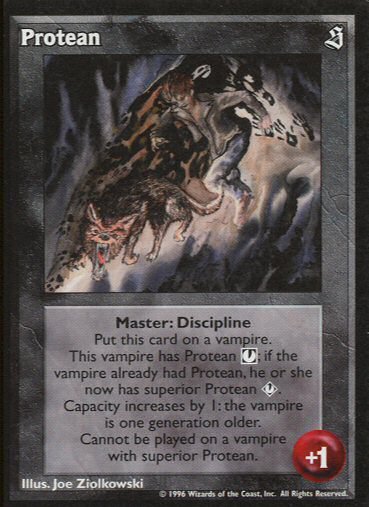 Protean
Master: Discipline
Put this card on a vampire.
This vampire has Protean ; if the
vampire already had Protean, he or she
now has superior Protean .
Capacity increases by 1: the vampire
is one generation older.
Cannot be played on a vampire
with superior Protean.
+1
Illus. Joe Ziolkowski
© 1996 Wizards of the Coast, Inc. All Rights Reserved.